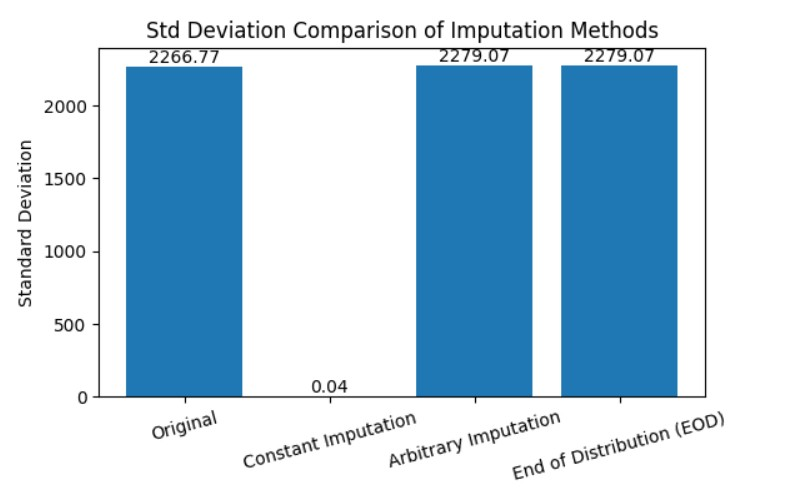 Std Deviation Comparison of Imputation Methods
2266.77
2279.07
2279.07
0.04
Standard Deviation
2000
1500
1000
500
0
Original
Constant Imputation
Arbitrary Imputation
End of Distribution (EOD)